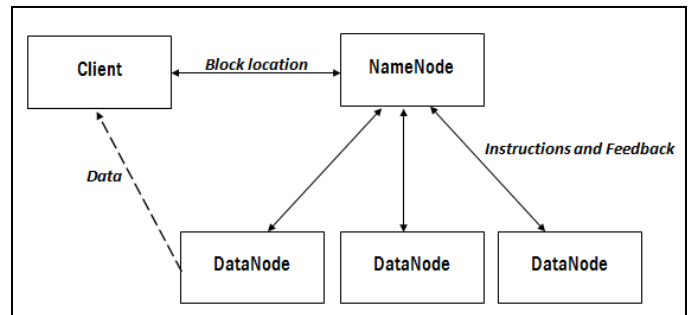 Client
Block location
NameNode
Instructions and Feedback
Data
DataNode
DataNode
DataNode